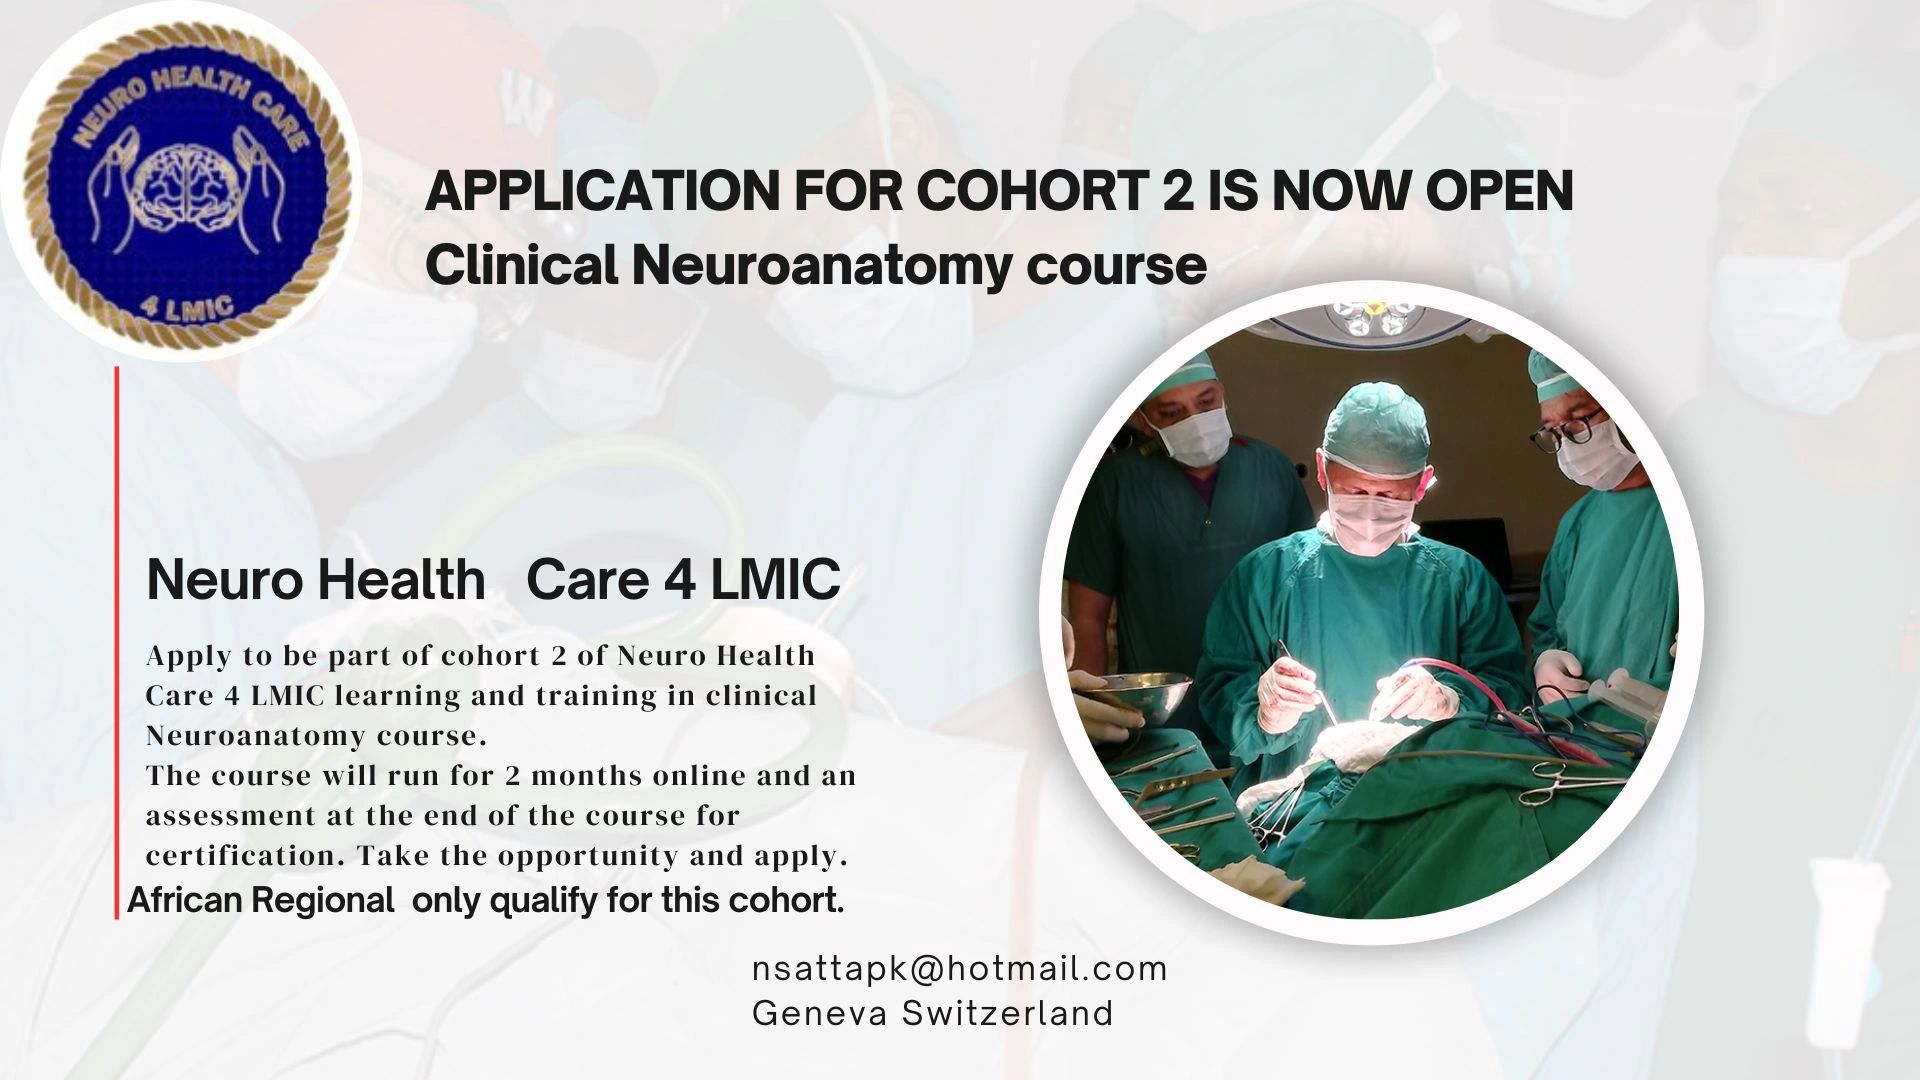 NEURO HEALTH CARE
4 LMIC
APPLICATION FOR COHORT 2 IS NOW OPEN
Clinical Neuroanatomy course
W
Neuro Health Care 4 LMIC
Apply to be part of cohort 2 of Neuro Health
Care 4 LMIC learning and training in clinical
Neuroanatomy course.
The course will run for 2 months online and an
assessment at the end of the course for
certification. Take the opportunity and apply.
African Regional only qualify for this cohort.
nsattapk@hotmail.com
Geneva Switzerland